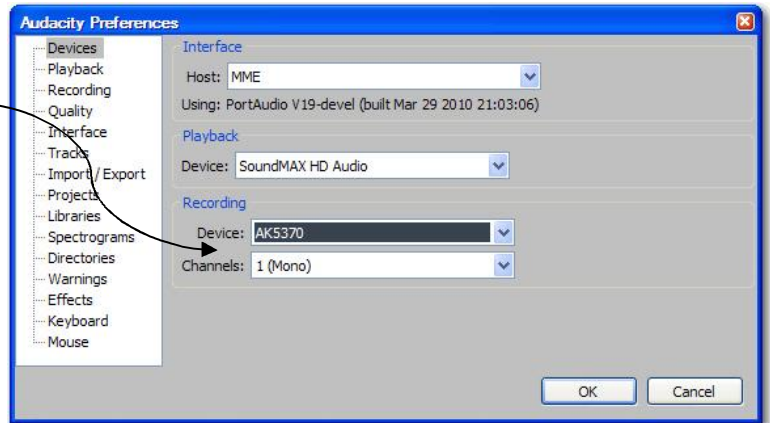 Audacity Preferences
Devices
Playback
Recording
Quality
Interface
Tracks
Import / Export
Projects
Libraries
Spectrograms
Directories
Warnings
Effects
Keyboard
Mouse
Interface
Host: MME
Using: PortAudio V19-devel (built Mar 29 2010 21:03:06)
Playback
Device: SoundMAX HD Audio
Recording
Device: AK5370
Channels: 1 (Mono)
OK Cancel